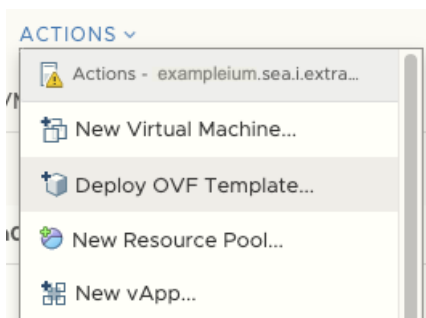 ACTIONS
Actions - exampleium.sea.i.extra...
New Virtual Machine...
Deploy OVF Template...
New Resource Pool...
New vApp...